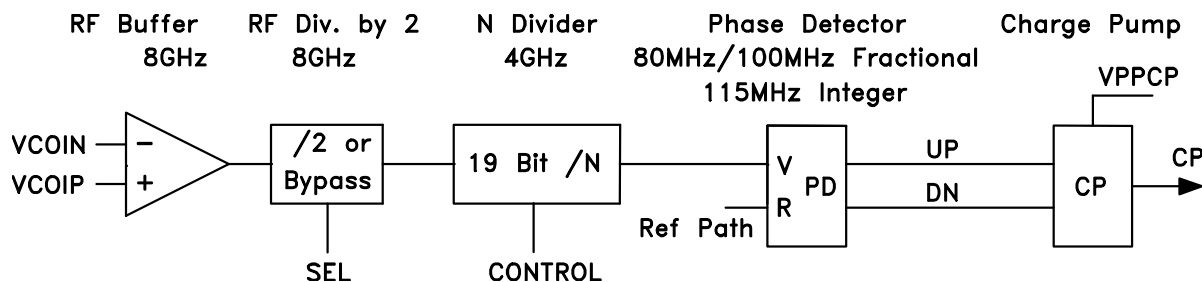 RF Buffer
8GHz
RF Div. by 2
8GHz
N Divider
4GHz
Phase Detector
80MHz/100MHz Fractional
115MHz Integer
Charge Pump
VPPCP
VCOIN
VCOIP
−
+
/2 or
Bypass
SEL
19 Bit /N
CONTROL
V
R
PD
Ref Path
UP
DN
CP
CP